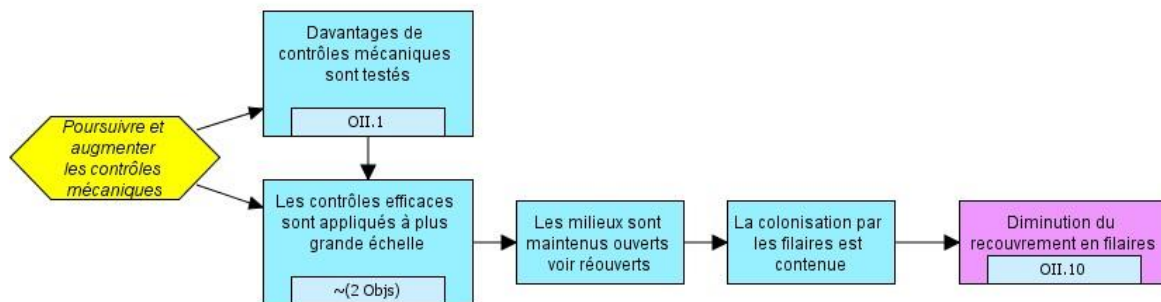 Davantages de
contrôles mécaniques
sont testés
OII.1
Poursuivre et
augmenter
les contrôles
mécaniques
Les contrôles efficaces
sont appliqués à plus
grande échelle
~(2 Objs)
Les milieux sont
maintenus ouverts
voir réouverts
La colonisation par
les filaires est
contenue
Diminution du
recouvrement en filaires
OII.10